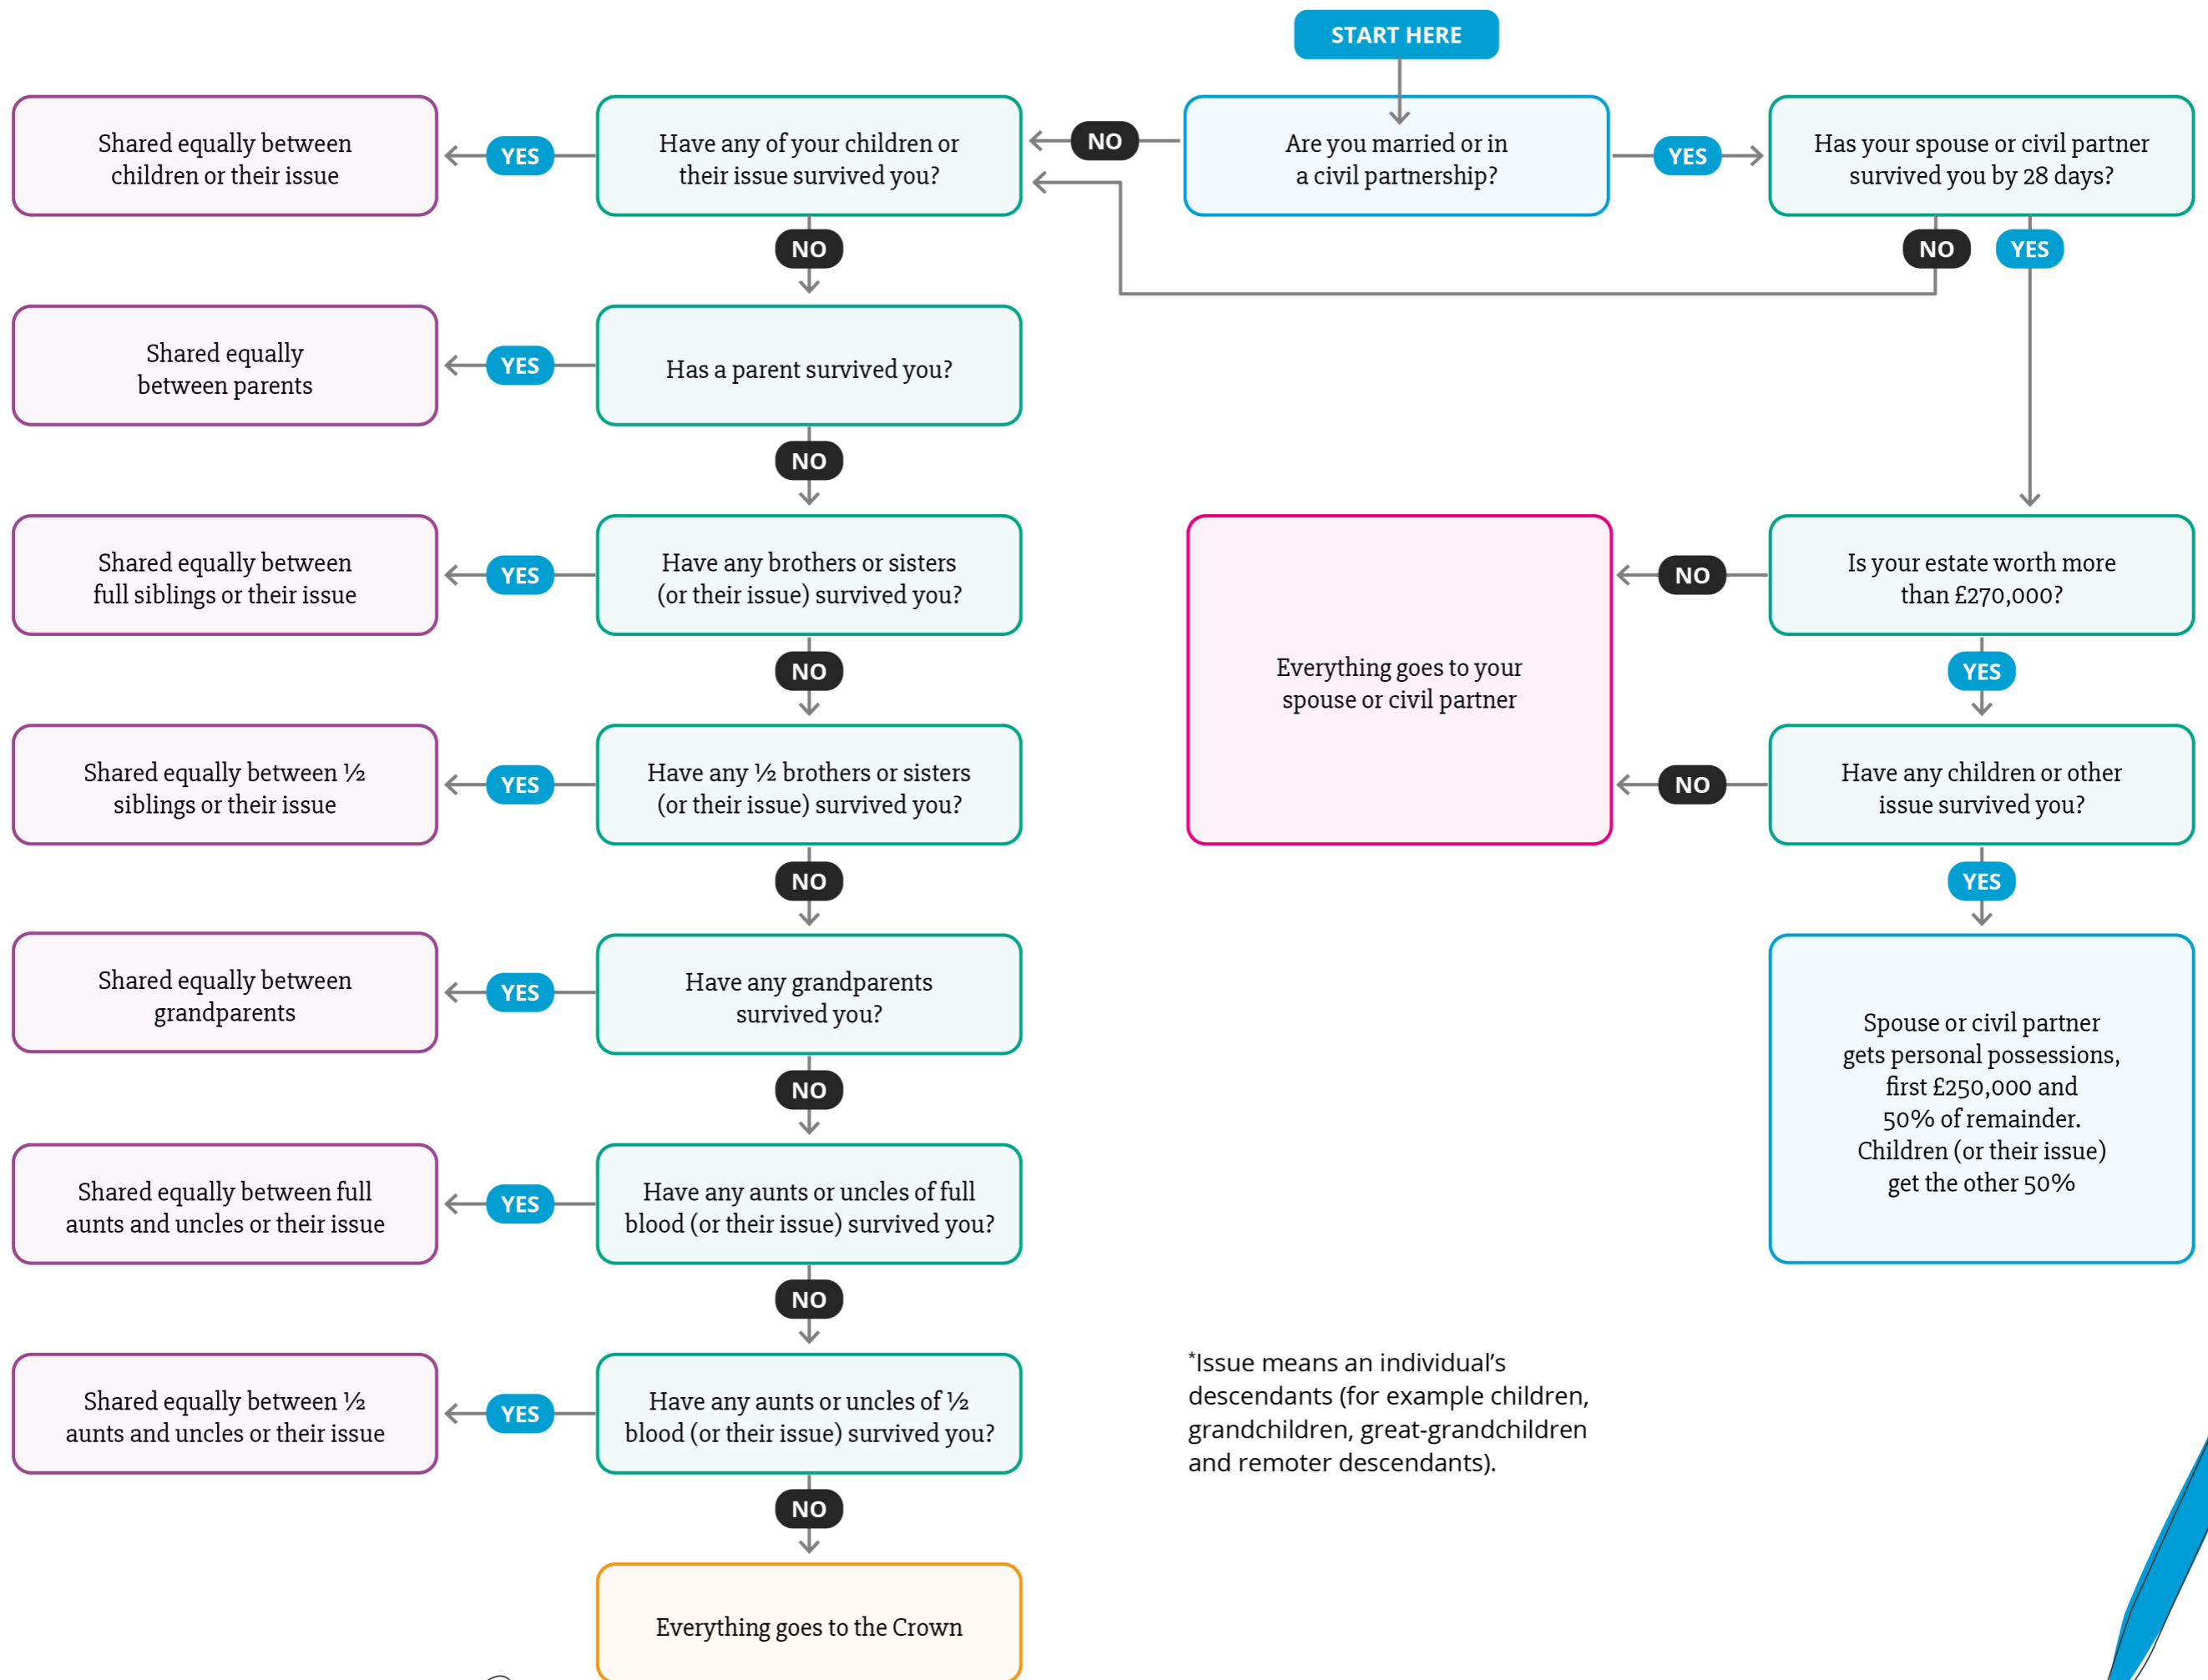 START HERE
Are you married or in
a civil partnership?
NO
YES
Has your spouse or civil partner
survived you by 28 days?
NO
YES
Have any of your children or
their issue survived you?
YES
Shared equally between
children or their issue
NO
Has a parent survived you?
YES
Shared equally
between parents
NO
Have any brothers or sisters
(or their issue) survived you?
YES
Shared equally between
full siblings or their issue
NO
Have any ½ brothers or sisters
(or their issue) survived you?
YES
Shared equally between ½
siblings or their issue
NO
Have any grandparents
survived you?
YES
Shared equally between
grandparents
NO
Have any aunts or uncles of full
blood (or their issue) survived you?
YES
Shared equally between full
aunts and uncles or their issue
NO
Have any aunts or uncles of ½
blood (or their issue) survived you?
YES
Shared equally between ½
aunts and uncles or their issue
NO
Everything goes to the Crown
Is your estate worth more
than £270,000?
NO
Everything goes to your
spouse or civil partner
YES
Have any children or other
issue survived you?
NO
YES
Spouse or civil partner
gets personal possessions,
first £250,000 and
50% of remainder.
Children (or their issue)
get the other 50%
*Issue means an individual’s
descendants (for example children,
grandchildren, great-grandchildren
and remoter descendants).